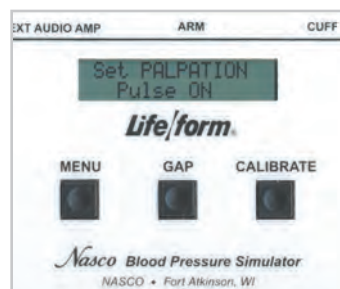 EXT AUDIO AMP ARM CUFF
Set PALPATION
Pulse ON
Life/form®
MENU GAP CALIBRATE
Nasco Blood Pressure Simulator
NASCO • Fort Atkinson, WI